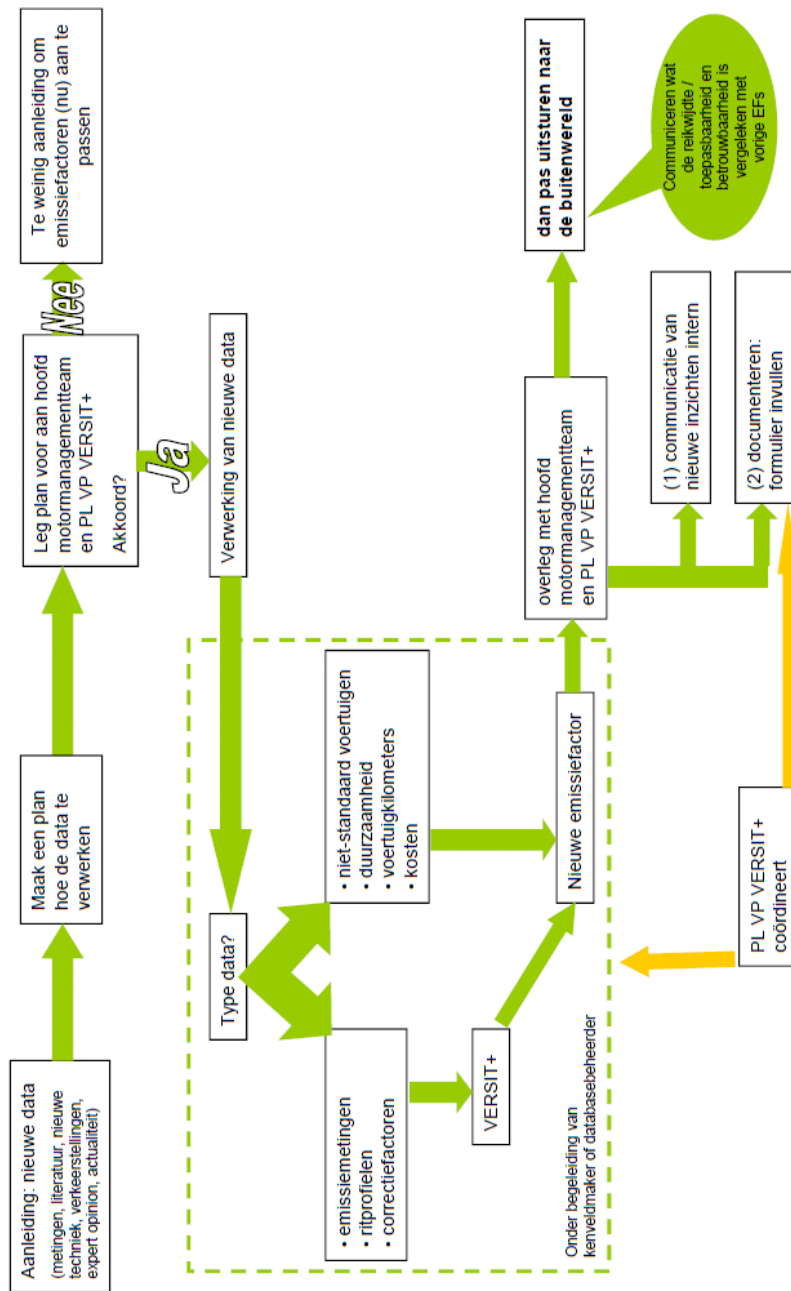 Aanleiding: nieuwe data
(metingen, literatuur, nieuwe
techniek, verkeerstellingen,
expert opinion, actualiteit)
Maak een plan
hoe de data te
verwerken
Leg plan voor aan hoofd
motormanagementteam
en PL VP VERSIT+
Akkoord?
Nee
Te weinig aanleiding om
emissiefactoren (nu) aan te
passen
Ja
Verwerking van nieuwe data
Type data?
• emissiemetingen
• ritprofielen
• correctiefactoren
• niet-standaard voertuigen
• duurzaamheid
• voertuigkilometers
• kosten
VERSIT+
Nieuwe emissiefactor
Onder begeleiding van
kenveldmaker of databasebeheerder
overleg met hoofd
motormanagementteam
en PL VP VERSIT+
dan pas uitsturen naar
de buitenwereld
Communiceren wat
de reikwijdte /
toepasbaarheid en
betrouwbaarheid is
vergeleken met
vorige EFs
(1) communicatie van
nieuwe inzichten intern
(2) documenteren:
formulier invullen
PL VP VERSIT+
coördineert